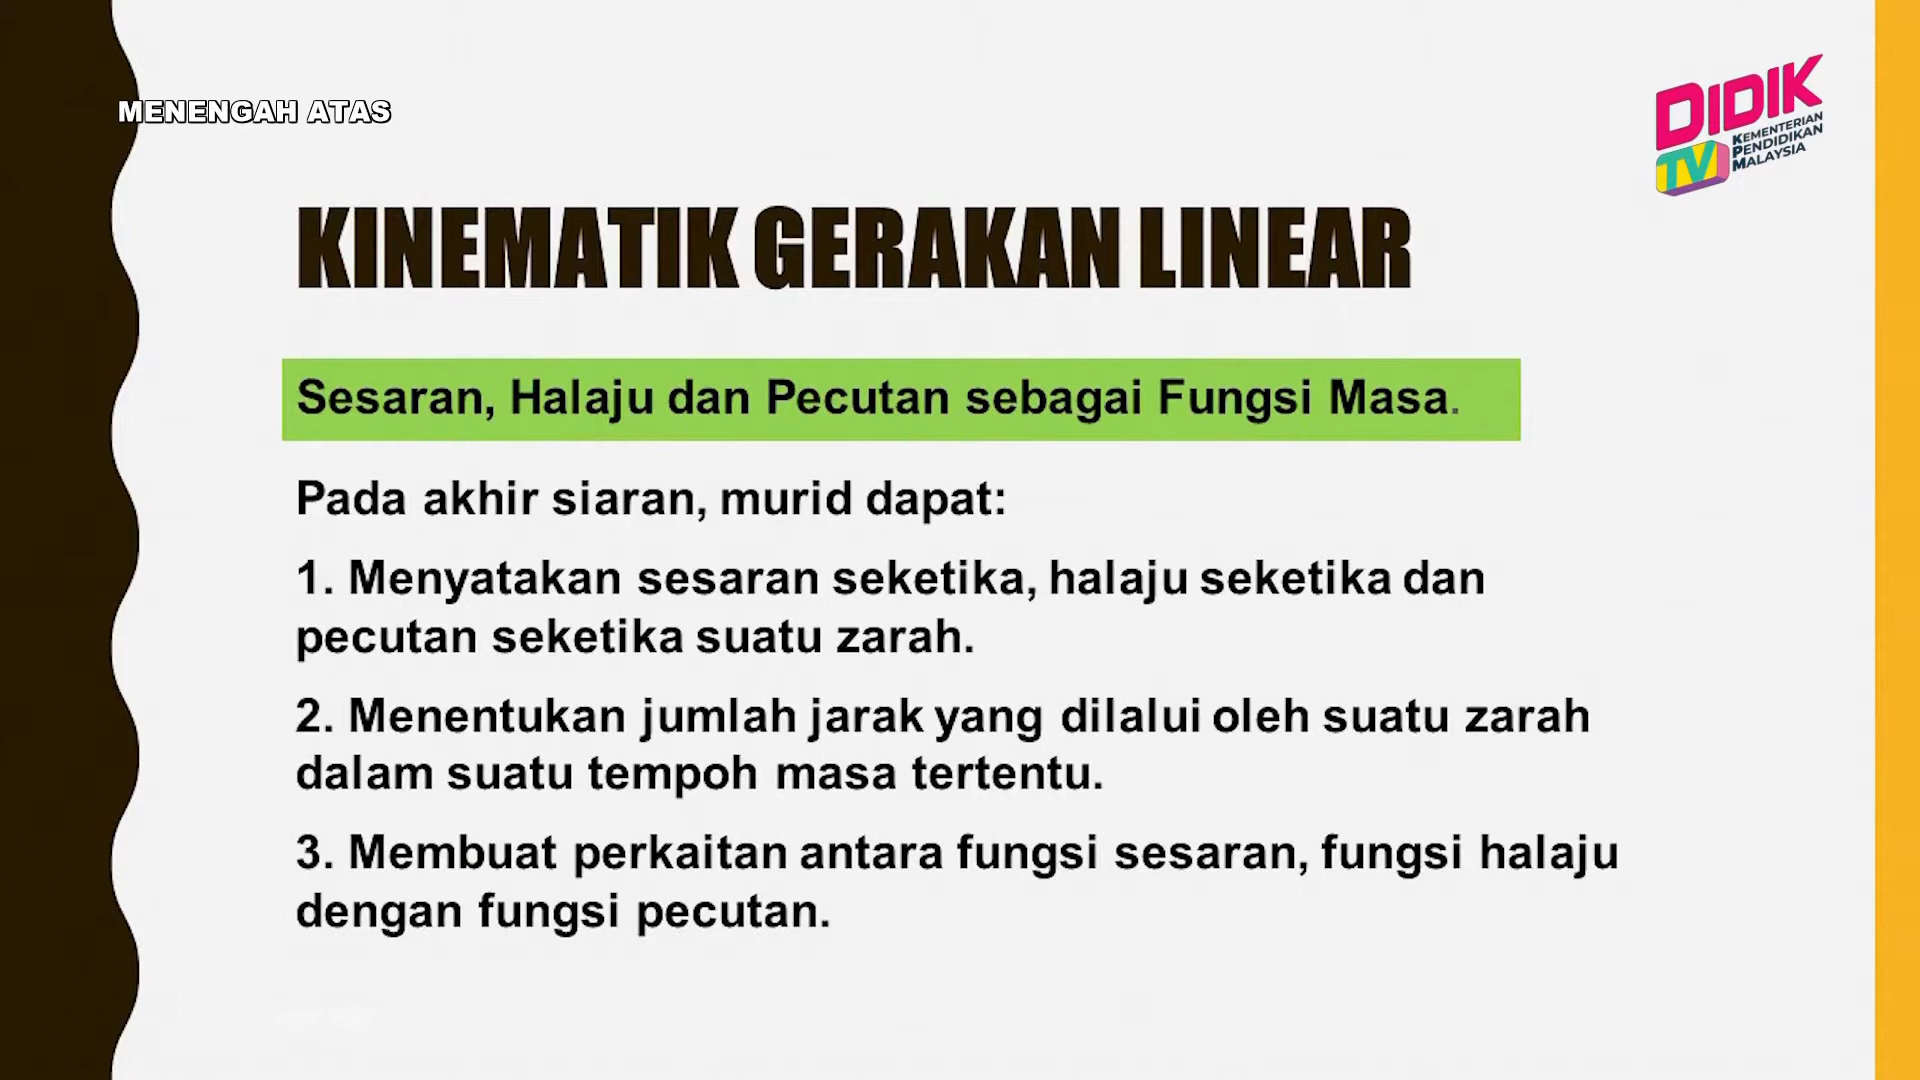 MENENGAH ATAS
DIDIK
TV
KEMENTERIAN
PENDIDIKAN
MALAYSIA
KINEMATIK GERAKAN LINEAR
Sesaran, Halaju dan Pecutan sebagai Fungsi Masa.
Pada akhir siaran, murid dapat:
1. Menyatakan sesaran seketika, halaju seketika dan
pecutan seketika suatu zarah.
2. Menentukan jumlah jarak yang dilalui oleh suatu zarah
dalam suatu tempoh masa tertentu.
3. Membuat perkaitan antara fungsi sesaran, fungsi halaju
dengan fungsi pecutan.